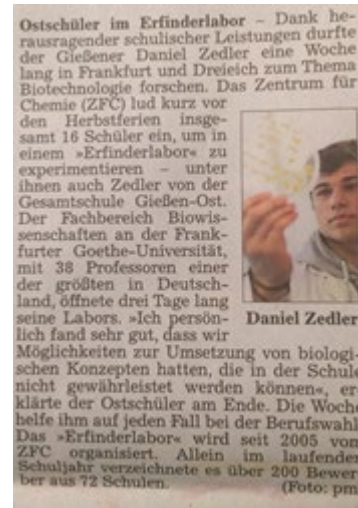 Ostschüler im Erfinderlabor – Dank he-
rausragender schulischer Leistungen durfte
der Gießener Daniel Zedler eine Woche
lang in Frankfurt und Dreieich zum Thema
Biotechnologie forschen. Das Zentrum für
Chemie (ZFC) lud kurz vor
den Herbstferien insge-
samt 16 Schüler ein, um in
einem »Erfinderlabor« zu
experimentieren – unter
ihnen auch Zedler von der
Gesamtschule Gießen-Ost.
Der Fachbereich Biowis-
senschaften an der Frank-
furter Goethe-Universität,
mit 38 Professoren einer
der größten in Deutsch-
land, öffnete drei Tage lang
seine Labors. »Ich persön-
lich fand sehr gut, dass wir
Möglichkeiten zur Umsetzung von biologi-
schen Konzepten hatten, die in der Schule
nicht gewährleistet werden können«, er-
klärte der Ostschüler am Ende. Die Woch
helfe ihm auf jeden Fall bei der Berufswahl
Das »Erfinderlabor« wird seit 2005 vom
ZFC organisiert. Allein im laufenden
Schuljahr verzeichnete es über 200 Bewer-
ber aus 72 Schulen. (Foto: pm
Daniel Zedler